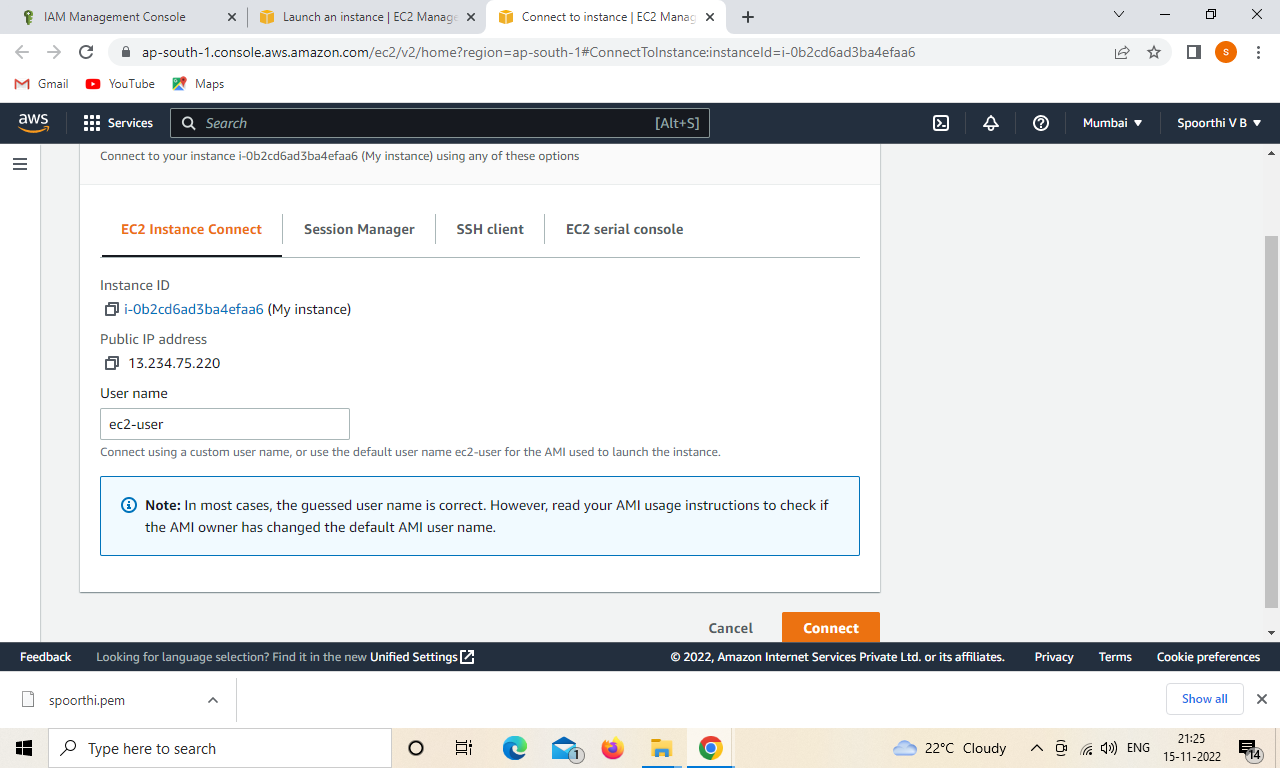 IAM Management Console
Launch an instance | EC2 Manage
Connect to instance | EC2 Manag
ap-south-1.console.aws.amazon.com/ec2/v2/home?region=ap-south-1#ConnectToInstance:instanceId=i-0b2cd6ad3ba4efaa6
s
Gmail
YouTube
Maps
aws
Services
Search
[Alt+S]
Mumbai
Spoorthi V B
Connect to your instance i-0b2cd6ad3ba4efaa6 (My instance) using any of these options
EC2 Instance Connect
Session Manager
SSH client
EC2 serial console
Instance ID
i-0b2cd6ad3ba4efaa6 (My instance)
Public IP address
13.234.75.220
User name
ec2-user
Connect using a custom user name, or use the default user name ec2-user for the AMI used to launch the instance.
Note: In most cases, the guessed user name is correct. However, read your AMI usage instructions to check if
the AMI owner has changed the default AMI user name.
Cancel
Connect
Feedback
Looking for language selection? Find it in the new Unified Settings
© 2022, Amazon Internet Services Private Ltd. or its affiliates.
Privacy
Terms
Cookie preferences
spoorthi.pem
Show all
Type here to search
1
22°C Cloudy
ENG
21:25
15-11-2022
14